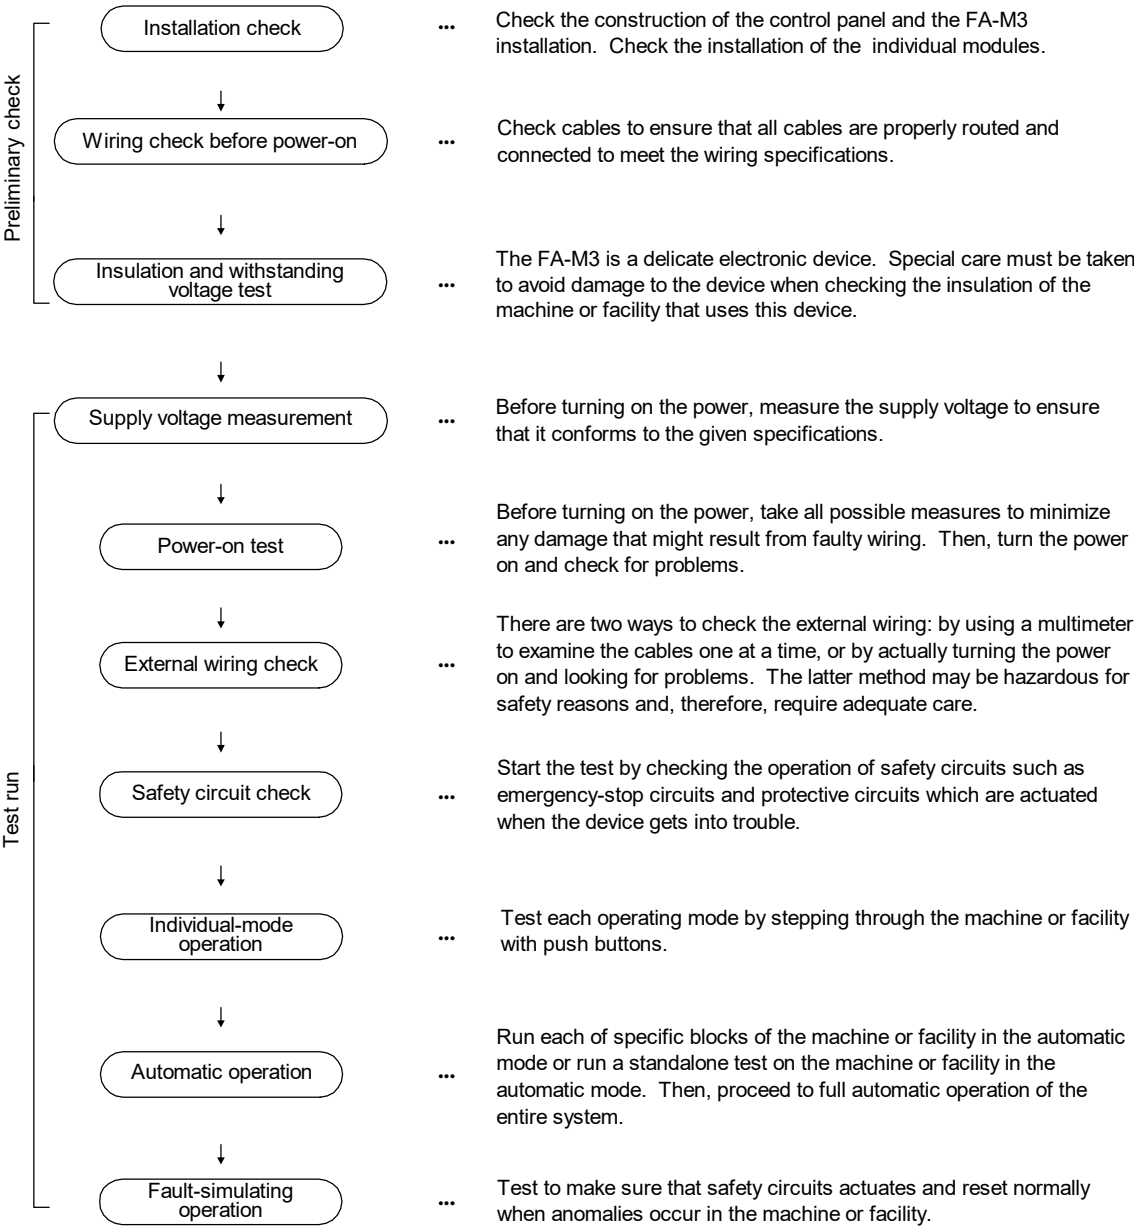 Preliminary check
Installation check
...
Check the construction of the control panel and the FA-M3
installation.  Check the installation of the  individual modules.
Wiring check before power-on
...
Check cables to ensure that all cables are properly routed and
connected to meet the wiring specifications.
Insulation and withstanding
voltage test
...
The FA-M3 is a delicate electronic device.  Special care must be taken
to avoid damage to the device when checking the insulation of the
machine or facility that uses this device.
Test run
Supply voltage measurement
...
Before turning on the power, measure the supply voltage to ensure
that it conforms to the given specifications.
Power-on test
...
Before turning on the power, take all possible measures to minimize
any damage that might result from faulty wiring.  Then, turn the power
on and check for problems.
External wiring check
...
There are two ways to check the external wiring: by using a multimeter
to examine the cables one at a time, or by actually turning the power
on and looking for problems.  The latter method may be hazardous for
safety reasons and, therefore, require adequate care.
Safety circuit check
...
Start the test by checking the operation of safety circuits such as
emergency-stop circuits and protective circuits which are actuated
when the device gets into trouble.
Individual-mode
operation
...
Test each operating mode by stepping through the machine or facility
with push buttons.
Automatic operation
...
Run each of specific blocks of the machine or facility in the automatic
mode or run a standalone test on the machine or facility in the
automatic mode.  Then, proceed to full automatic operation of the
entire system.
Fault-simulating
operation
...
Test to make sure that safety circuits actuates and reset normally
when anomalies occur in the machine or facility.